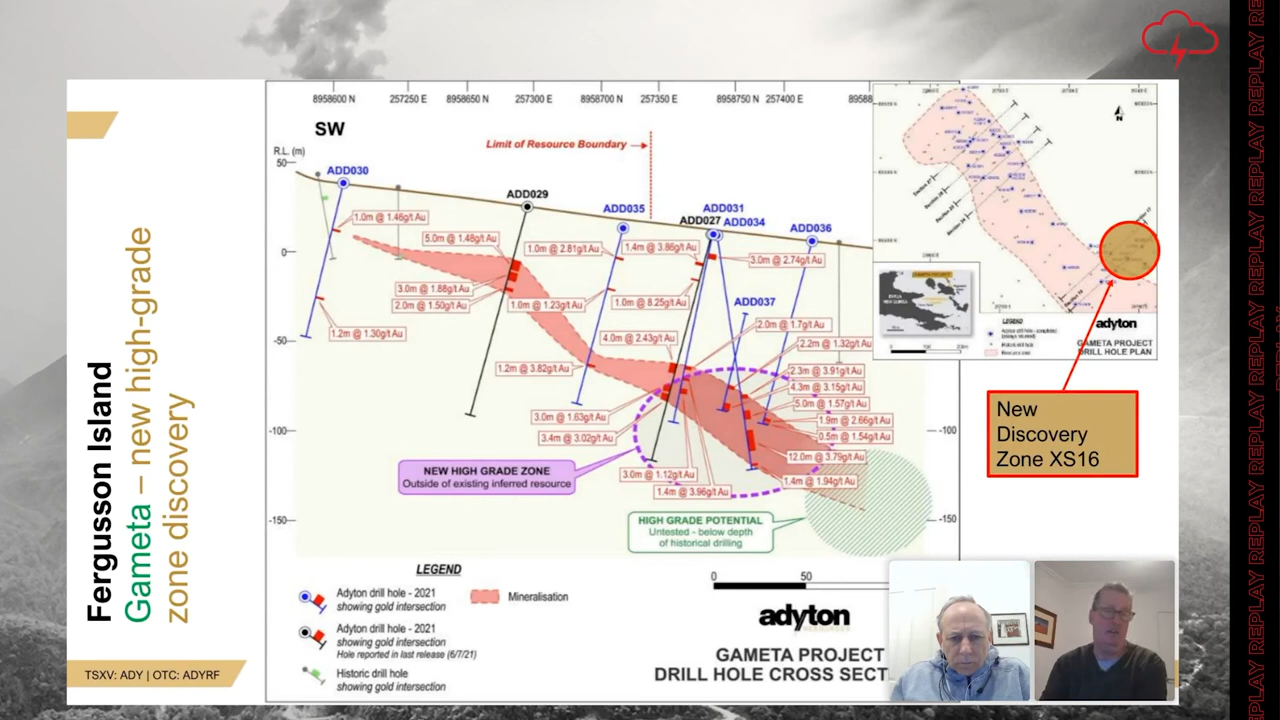 Fergusson Island
Gameta – new high-grade
zone discovery
TSXV: ADY | OTC: ADYRF
8958600 N
257250 E
8958650 N
257300 E
8958700 N
257350 E
8958750 N
257400 E
SW
Limit of Resource Boundary
R.L. (m)
50
0
-50
-100
-150
-100
-150
ADD030
ADD029
ADD035
ADD031
ADD027
ADD034
ADD036
ADD037
1.0m @ 1.46g/t Au
5.0m @ 1.48g/t Au
1.0m @ 2.81g/t Au
1.4m @ 3.86g/t Au
3.0m @ 2.74g/t Au
3.0m @ 1.88g/t Au
2.0m @ 1.50g/t Au
1.0m @ 1.23g/t Au
1.0m @ 8.25g/t Au
1.2m @ 1.30g/t Au
4.0m @ 2.43g/t Au
2.0m @ 1.7g/t Au
2.2m @ 1.32g/t Au
1.2m @ 3.82g/t Au
2.3m @ 3.91g/t Au
4.3m @ 3.15g/t Au
5.0m @ 1.57g/t Au
3.0m @ 1.63g/t Au
1.9m @ 2.66g/t Au
3.4m @ 3.02g/t Au
0.5m @ 1.54g/t Au
12.0m @ 3.79g/t Au
3.0m @ 1.12g/t Au
1.4m @ 1.94g/t Au
1.4m @ 3.96g/t Au
NEW HIGH GRADE ZONE
Outside of existing inferred resource
HIGH GRADE POTENTIAL
Untested - below depth
of historical drilling
LEGEND
Adyton drill hole - 2021
showing gold intersection
Adyton drill hole - 2021
showing gold intersection
Hole reported in last release (6/7/21)
Historic drill hole
showing gold intersection
Mineralisation
0
50
adyton
GAMETA PROJECT
DRILL HOLE CROSS SECT
LEGEND
adyton
GAMETA PROJECT
DRILL HOLE PLAN
New
Discovery
Zone XS16
REPLAY REPLAY REPLAY REPLAY REPLAY REPLAY REPLAY